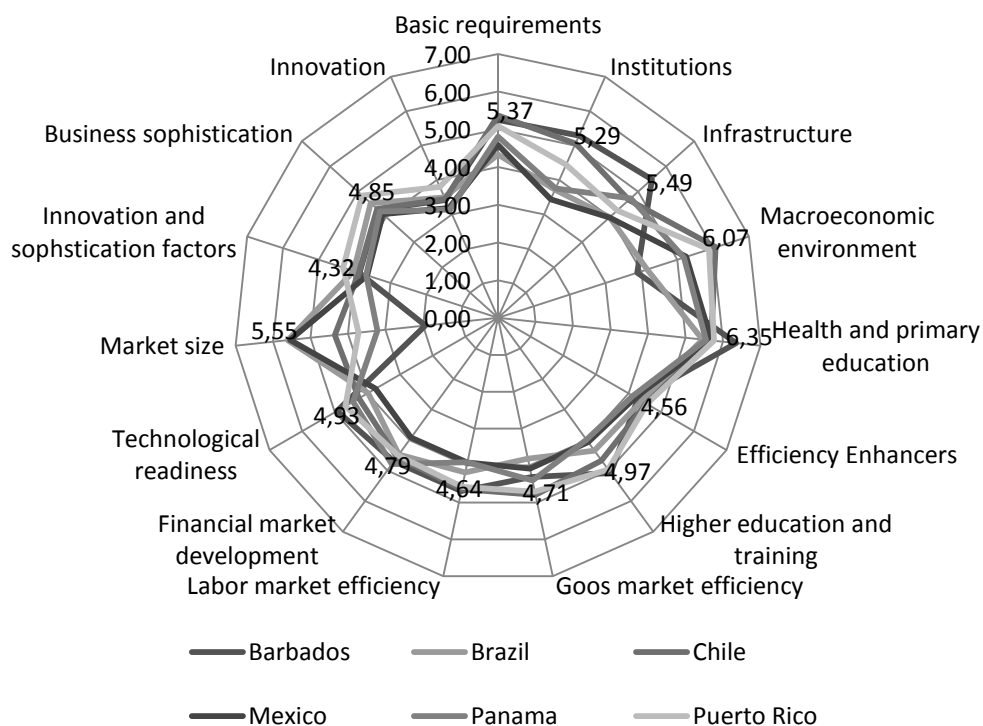 Basic requirements
7,00
Innovation
Institutions
6,00
5,37
Business sophistication
5,00
5,29
Infrastructure
4,00
4,85
5,49
3,00
Innovation and
sophstication factors
Macroeconomic
environment
2,00
6,07
4,32
1,00
0,00
5,55
Market size
6,35
Health and primary
education
4,93
4,56
Technological
readiness
Efficiency Enhancers
4,79
4,97
4,64
4,71
Financial market
development
Higher education and
training
Labor market efficiency
Goos market efficiency
Barbados
Brazil
Chile
Mexico
Panama
Puerto Rico